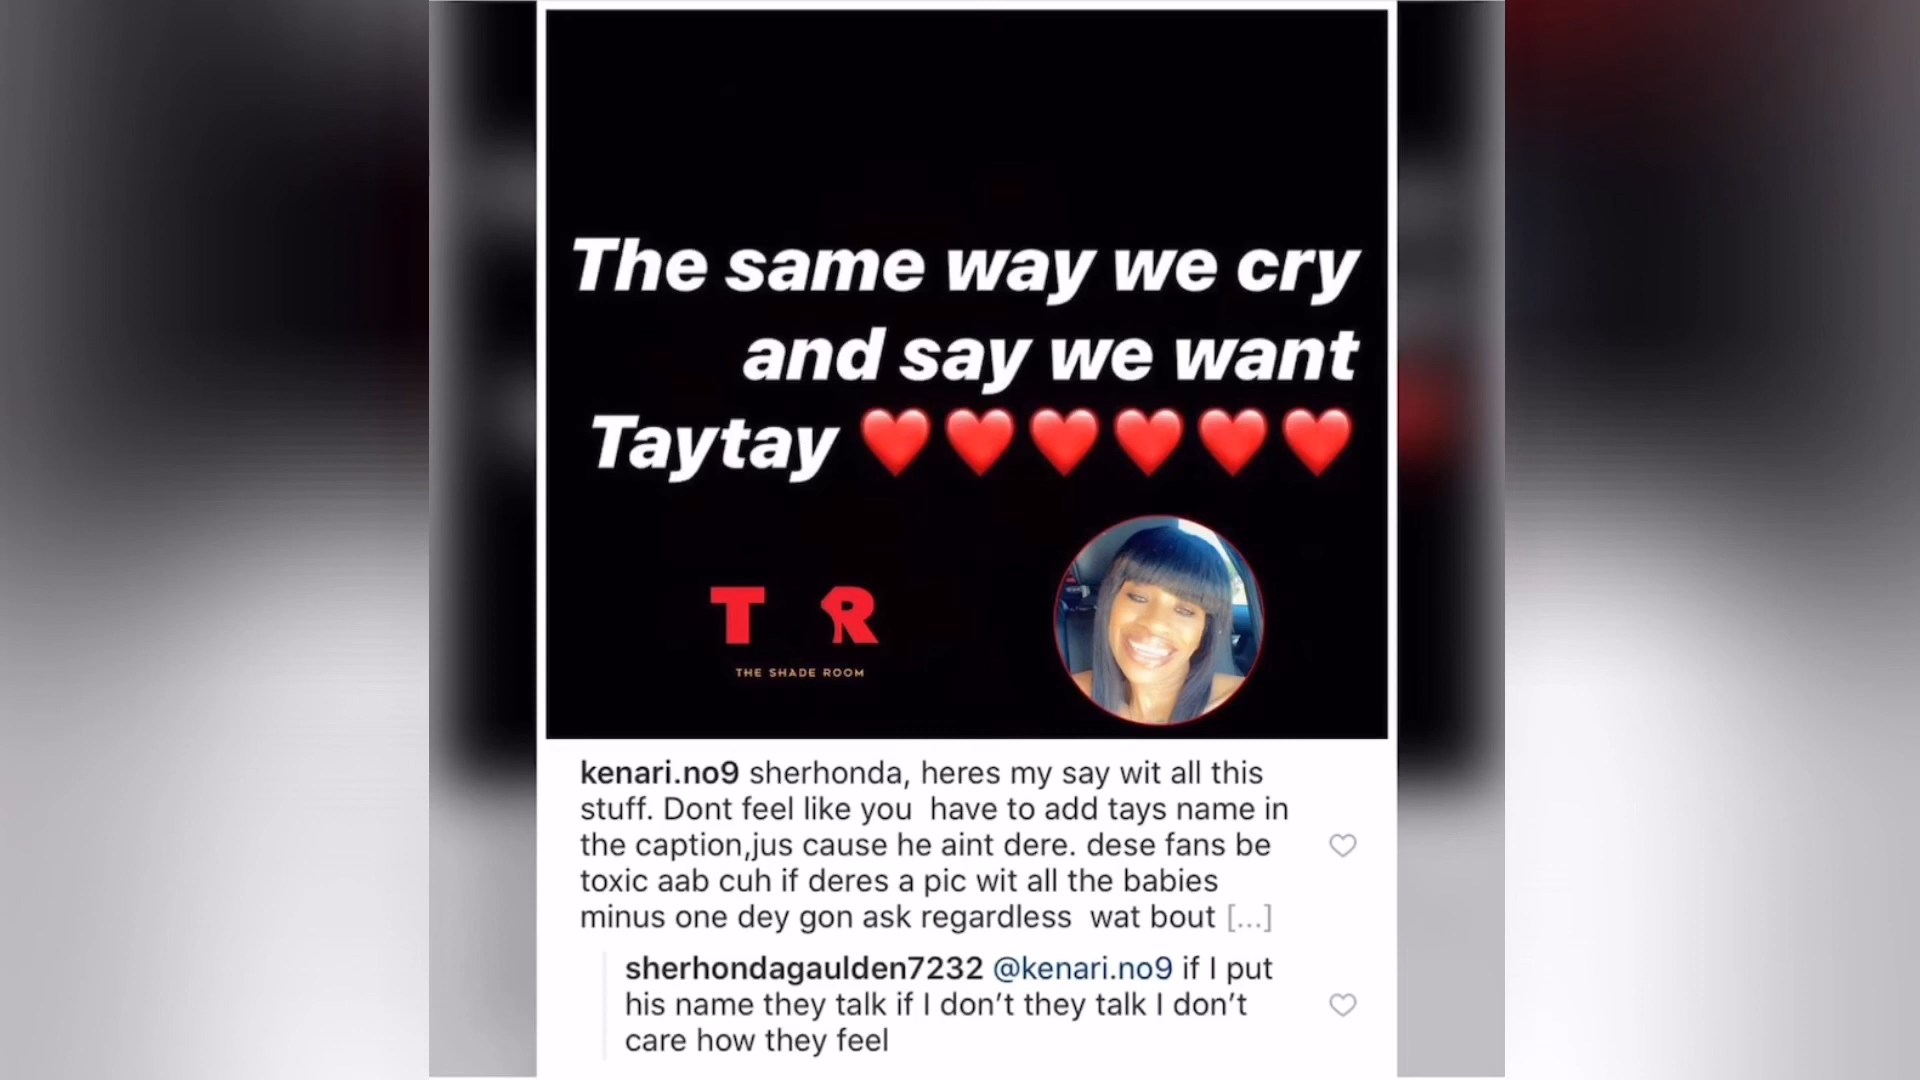 The same way we cry
and say we want
Taytay ❤️❤️❤️❤️❤️❤️
T R
THE SHADE ROOM
kenari.no9 sherhonda, heres my say wit all this
stuff. Dont feel like you  have to add tays name in
the caption,jus cause he aint dere. dese fans be
toxic aab cuh if deres a pic wit all the babies
minus one dey gon ask regardless  wat bout [...]
sherhondagaulden7232 @kenari.no9 if I put
his name they talk if I don’t they talk I don’t
care how they feel